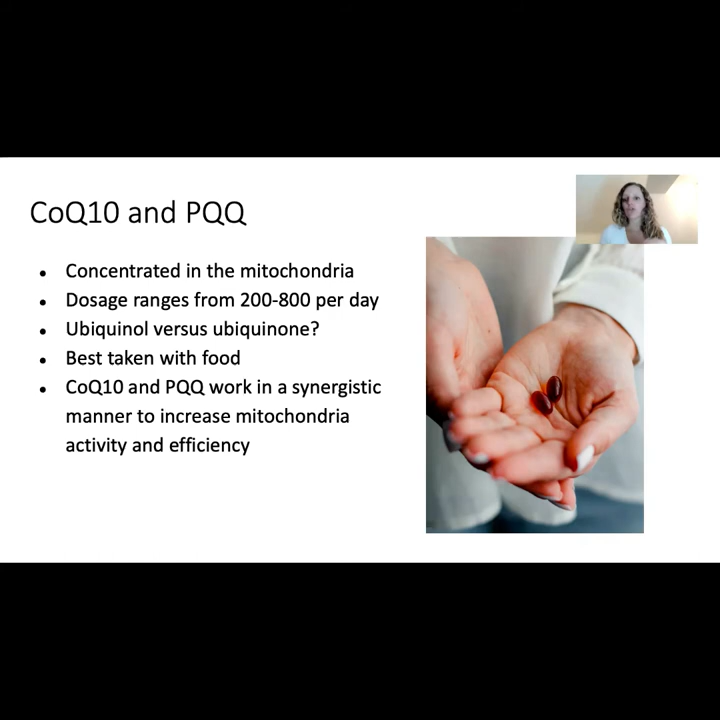 CoQ10 and PQQ
• Concentrated in the mitochondria
• Dosage ranges from 200-800 per day
• Ubiquinol versus ubiquinone?
• Best taken with food
• CoQ10 and PQQ work in a synergistic
manner to increase mitochondria
activity and efficiency